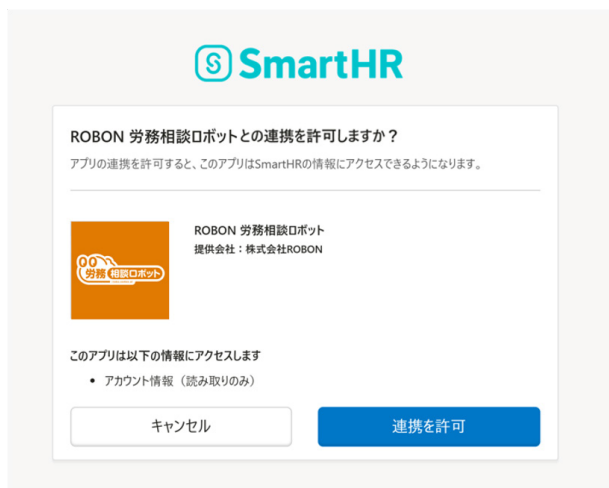 SmartHR
ROBON 労務相談ロボットとの連携を許可しますか？
アプリの連携を許可すると、このアプリはSmartHRの情報にアクセスできるようになります。
労務 相談ロボット
ROBON 労務相談ロボット
提供会社：株式会社ROBON
このアプリは以下の情報にアクセスします
• アカウント情報（読み取りのみ）
キャンセル
連携を許可